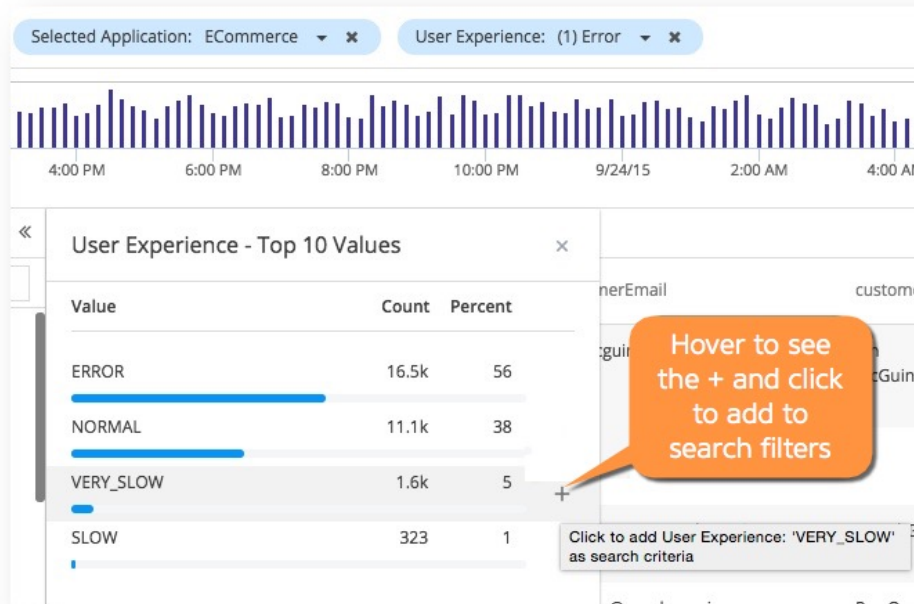 Selected Application: ECommerce
User Experience: (1) Error
4:00 PM 6:00 PM 8:00 PM 10:00 PM 9/24/15 2:00 AM 4:00
User Experience - Top 10 Values
Value Count Percent
ERROR 16.5k 56
NORMAL 11.1k 38
VERY_SLOW 1.6k 5
SLOW 323 1
nerEmail
custom
Hover to see
the + and click
to add to
search filters
+
Click to add User Experience: 'VERY_SLOW'
as search criteria